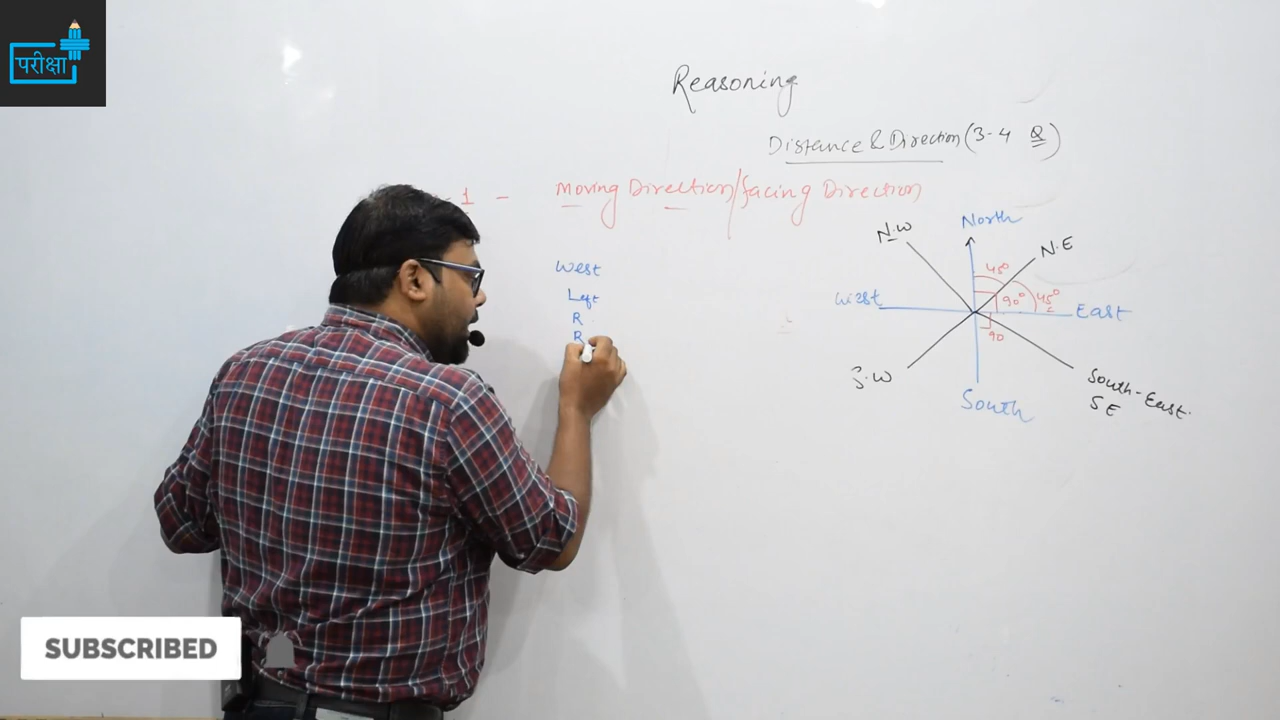 परीक्षा
Reasoning
Distance & Direction (3-4 Q)
1 - Moving Direction/facing Direction
West
Left
R
R
North
N.W
N.E
45°
90°
45°
West
East
90
S.W
South
South-East
SE
SUBSCRIBED